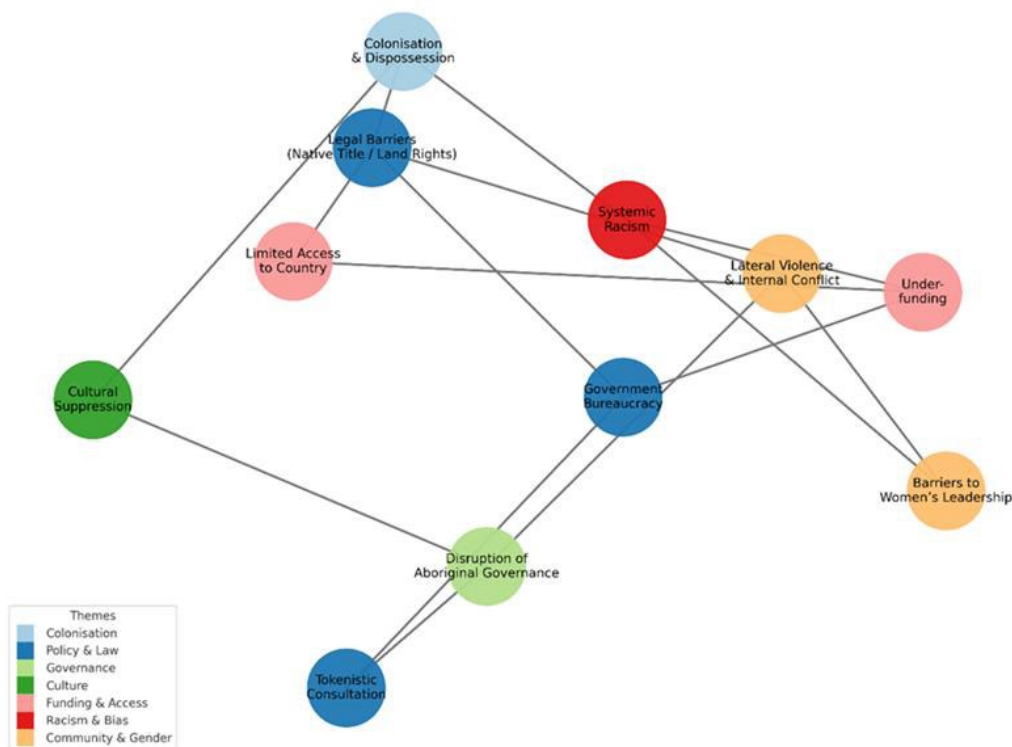 Colonisation
& Dispossession
Legal Barriers
(Native Title / Land Rights)
Systemic
Racism
Limited Access
to Country
Lateral Violence
& Internal Conflict
Under-
funding
Cultural
Suppression
Government
Bureaucracy
Barriers to
Women’s Leadership
Disruption of
Aboriginal Governance
Tokenistic
Consultation
Themes
Colonisation
Policy & Law
Governance
Culture
Funding & Access
Racism & Bias
Community & Gender